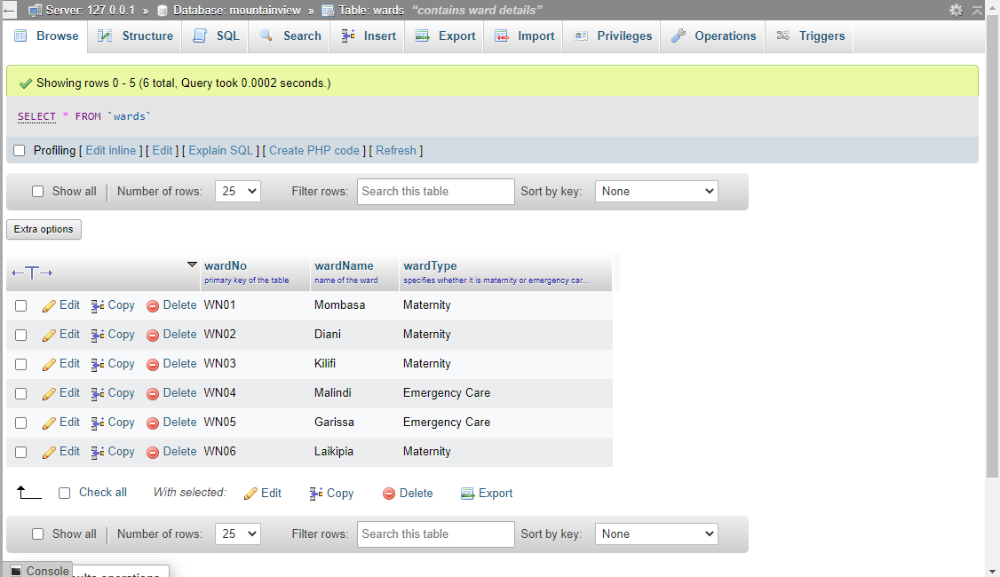 Server: 127.0.0.1 » Database: mountainview » Table: wards “contains ward details”
Browse Structure SQL Search Insert Export Import Privileges Operations Triggers
Showing rows 0 - 5 (6 total, Query took 0.0002 seconds.)
SELECT * FROM `wards`
Profiling [ Edit inline ] [ Edit ] [ Explain SQL ] [ Create PHP code ] [ Refresh ]
Show all Number of rows: 25 Filter rows: Search this table Sort by key: None
Extra options
←T→ wardNo wardName wardType
primary key of the table name of the ward specifies whether it is maternity or emergency car...
Edit Copy Delete WN01 Mombasa Maternity
Edit Copy Delete WN02 Diani Maternity
Edit Copy Delete WN03 Kilifi Maternity
Edit Copy Delete WN04 Malindi Emergency Care
Edit Copy Delete WN05 Garissa Emergency Care
Edit Copy Delete WN06 Laikipia Maternity
Check all With selected: Edit Copy Delete Export
Show all Number of rows: 25 Filter rows: Search this table Sort by key: None
Console